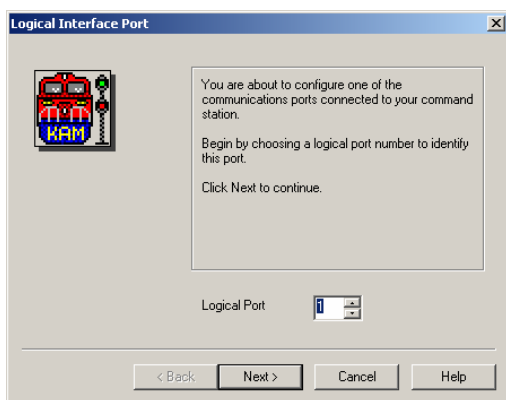 Logical Interface Port
KAM
You are about to configure one of the
communications ports connected to your command
station.
Begin by choosing a logical port number to identify
this port.
Click Next to continue.
Logical Port
1
< Back
Next >
Cancel
Help